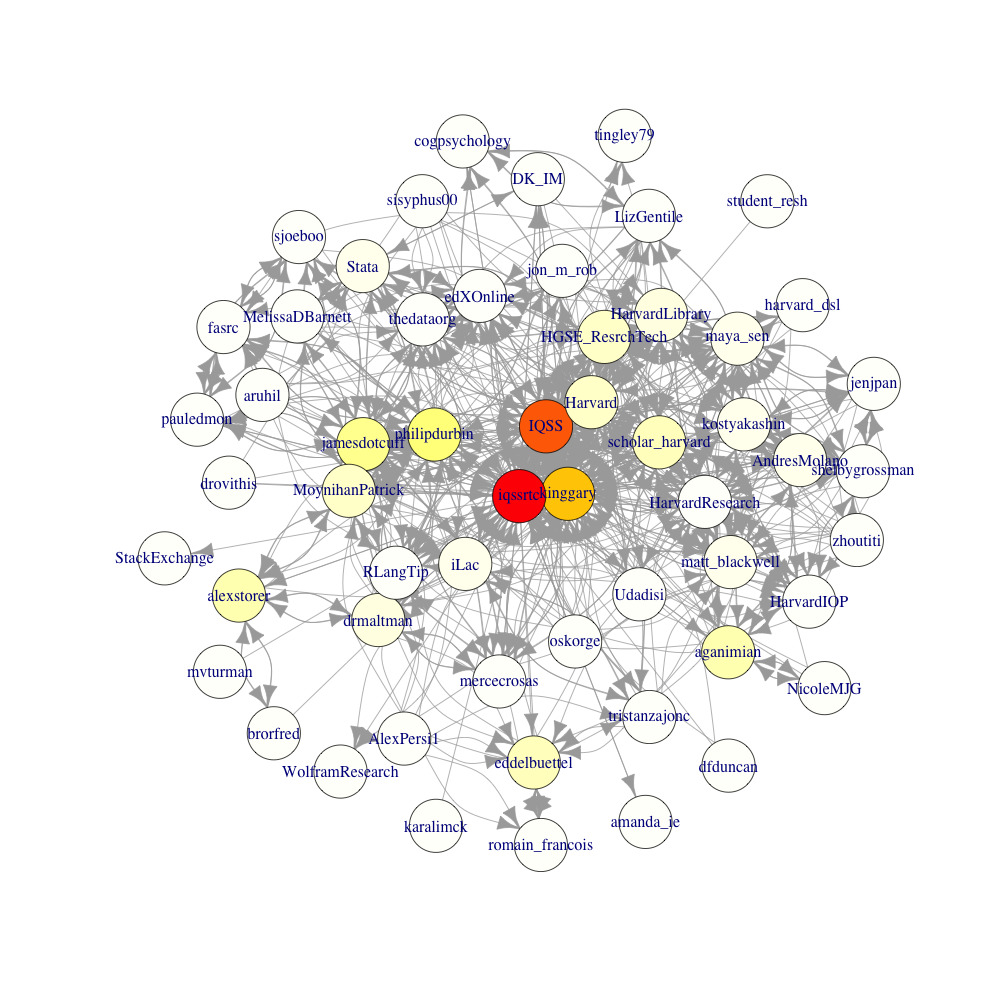 tingley79
cogpsychology
DK_IM
sisyphus00
student_resh
LizGentile
sjoeboo
Stata
jon_m_rob
edXOnline
harvard_dsl
HarvardLibrary
MelissaDBarnett
thedataorg
fasrc
HGSE_ResrchTech
maya_sen
jenjpan
aruhil
Harvard
pauledmon
kostyakashin
IQSS
philipdurbin
jamesdotcuff
scholar_harvard
AndresMolano
shelbygrossman
drovithis
MoynihanPatrick
iqssrtc
kinggary
HarvardResearch
zhoutiti
StackExchange
matt_blackwell
iLac
RLangTip
alexstorer
Udadisi
HarvardIOP
drmaltman
oskorge
aganimian
mvturman
mercecrosas
NicoleMJG
tristanzajonc
brorfred
AlexPersi1
eddelbuettel
dfduncan
WolframResearch
amanda_ie
karalimck
romain_francois